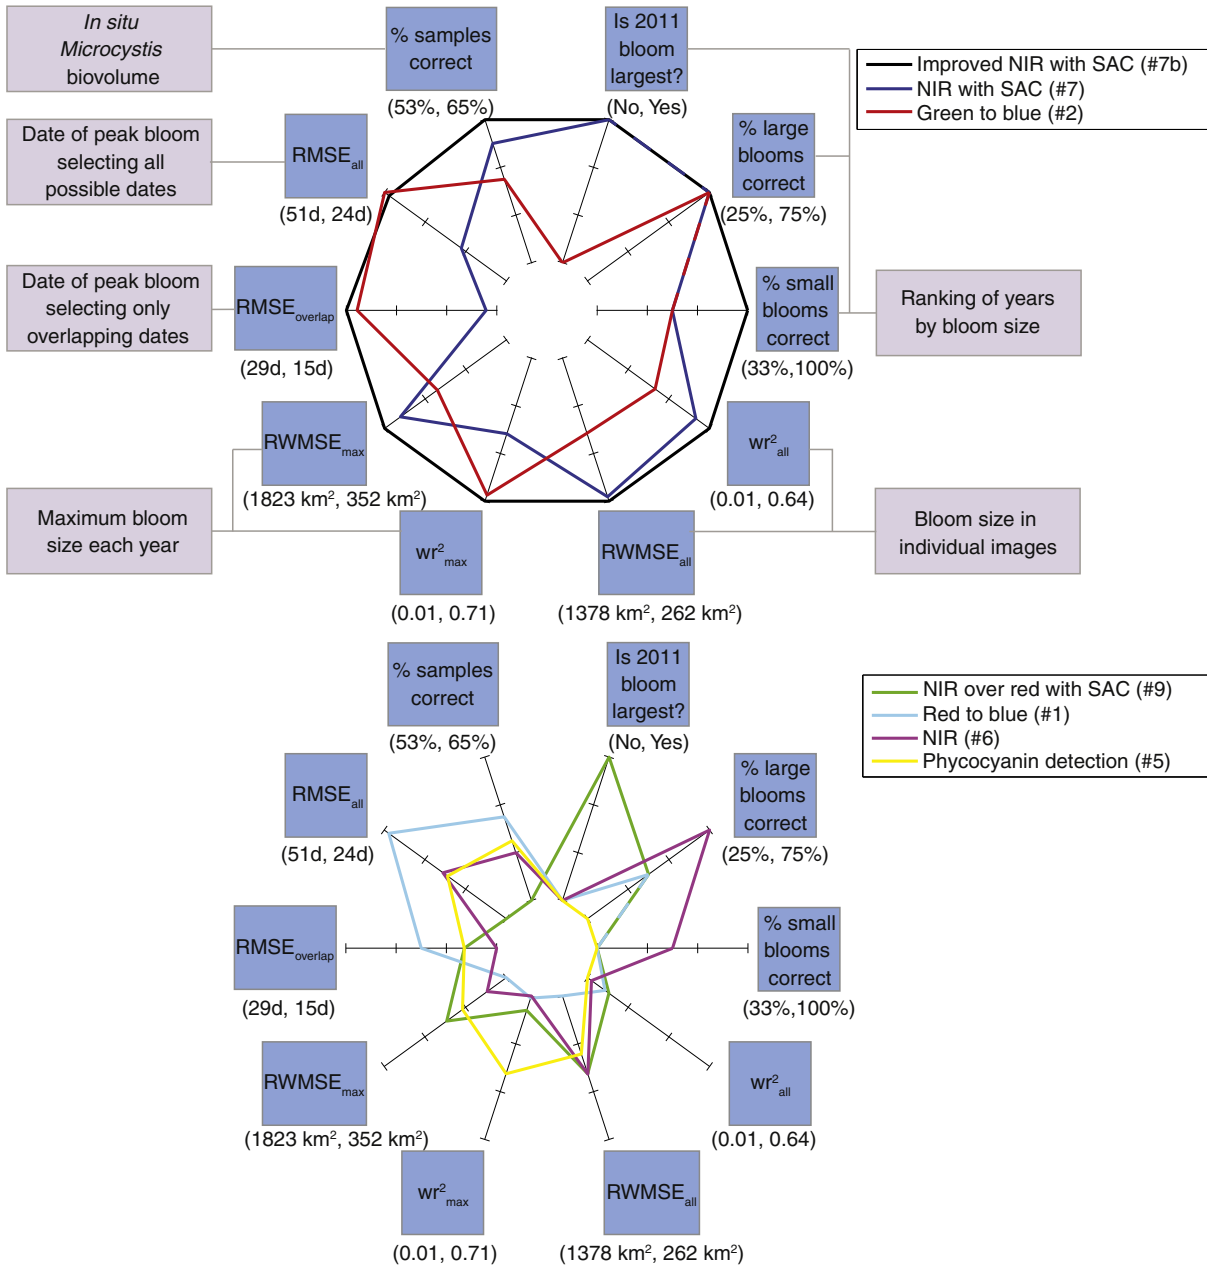 In situ
Microcystis
biovolume
% samples
correct
(53%, 65%)
Is 2011
bloom
largest?
(No, Yes)
Improved NIR with SAC (#7b)
NIR with SAC (#7)
Green to blue (#2)
Date of peak bloom
selecting all
possible dates
RMSEall
(51d, 24d)
% large
blooms
correct
(25%, 75%)
Date of peak bloom
selecting only
overlapping dates
RMSEoverlap
(29d, 15d)
% small
blooms
correct
(33%,100%)
Ranking of years
by bloom size
RWMSEmax
(1823 km², 352 km²)
wr²all
(0.01, 0.64)
Maximum bloom
size each year
wr²max
(0.01, 0.71)
RWMSEall
(1378 km², 262 km²)
Bloom size in
individual images
% samples
correct
(53%, 65%)
Is 2011
bloom
largest?
(No, Yes)
NIR over red with SAC (#9)
Red to blue (#1)
NIR (#6)
Phycocyanin detection (#5)
RMSEall
(51d, 24d)
% large
blooms
correct
(25%, 75%)
RMSEoverlap
(29d, 15d)
% small
blooms
correct
(33%,100%)
RWMSEmax
(1823 km², 352 km²)
wr²all
(0.01, 0.64)
wr²max
(0.01, 0.71)
RWMSEall
(1378 km², 262 km²)